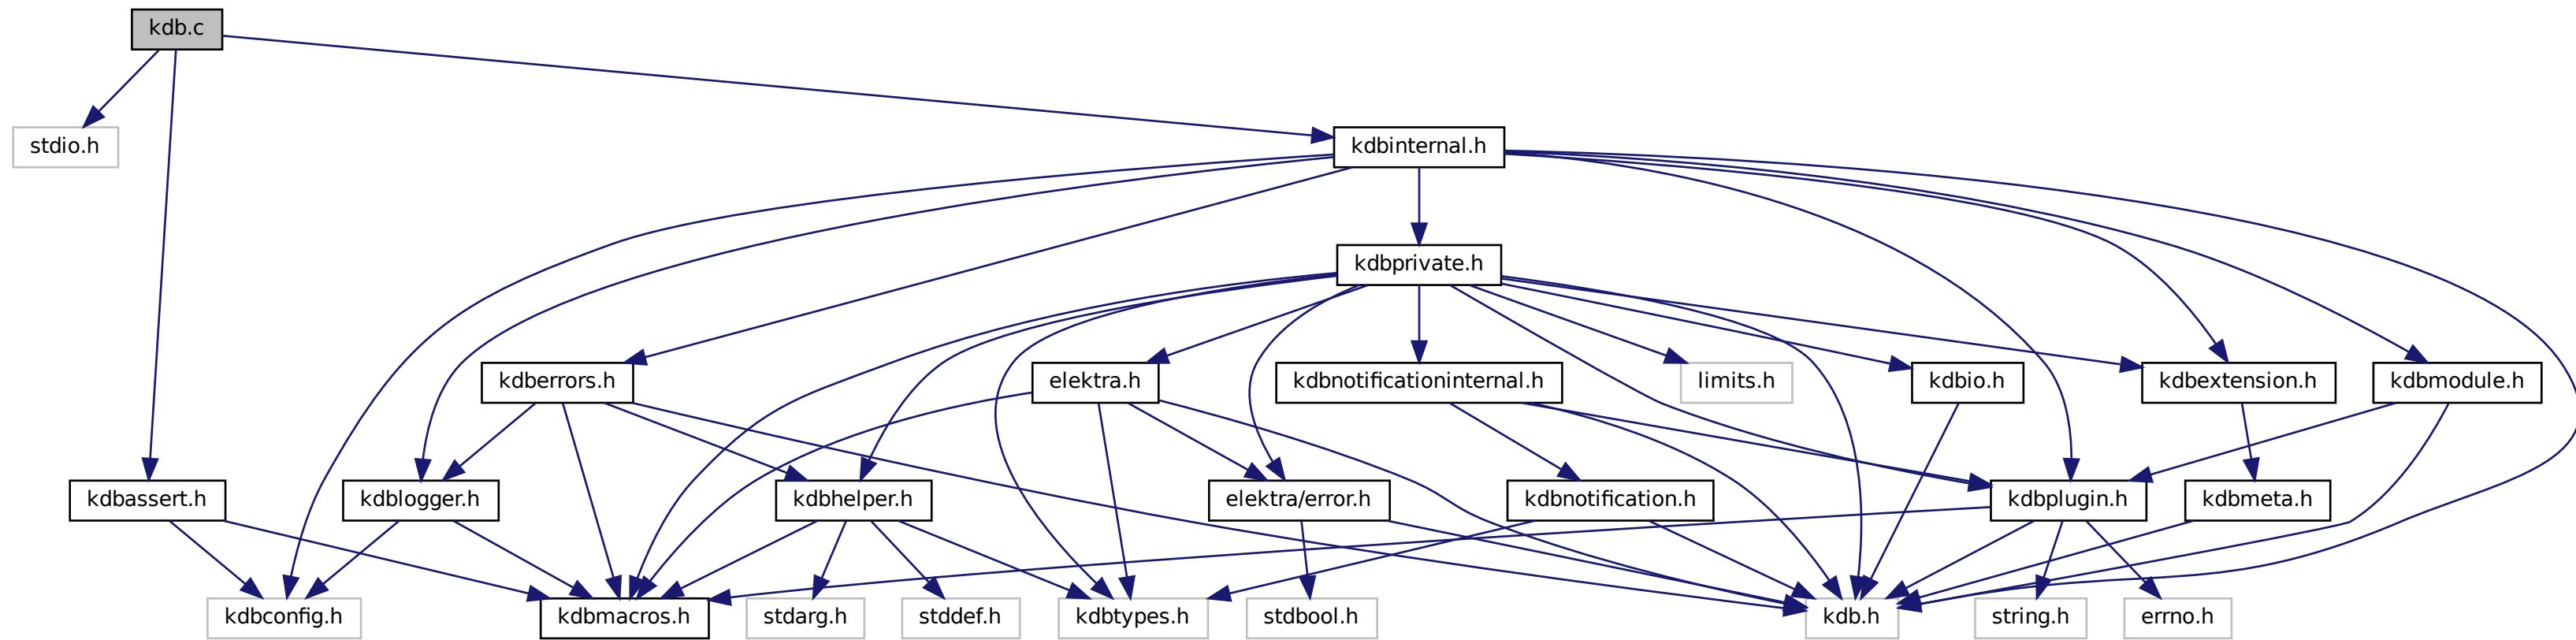 kdb.c
stdio.h
kdbinternal.h
kdbprivate.h
kdberrors.h
elektra.h
kdbnotificationinternal.h
limits.h
kdbio.h
kdbextension.h
kdbmodule.h
kdbassert.h
kdblogger.h
kdbhelper.h
elektra/error.h
kdbnotification.h
kdbplugin.h
kdbmeta.h
kdbconfig.h
kdbmacros.h
stdarg.h
stddef.h
kdbtypes.h
stdbool.h
kdb.h
string.h
errno.h